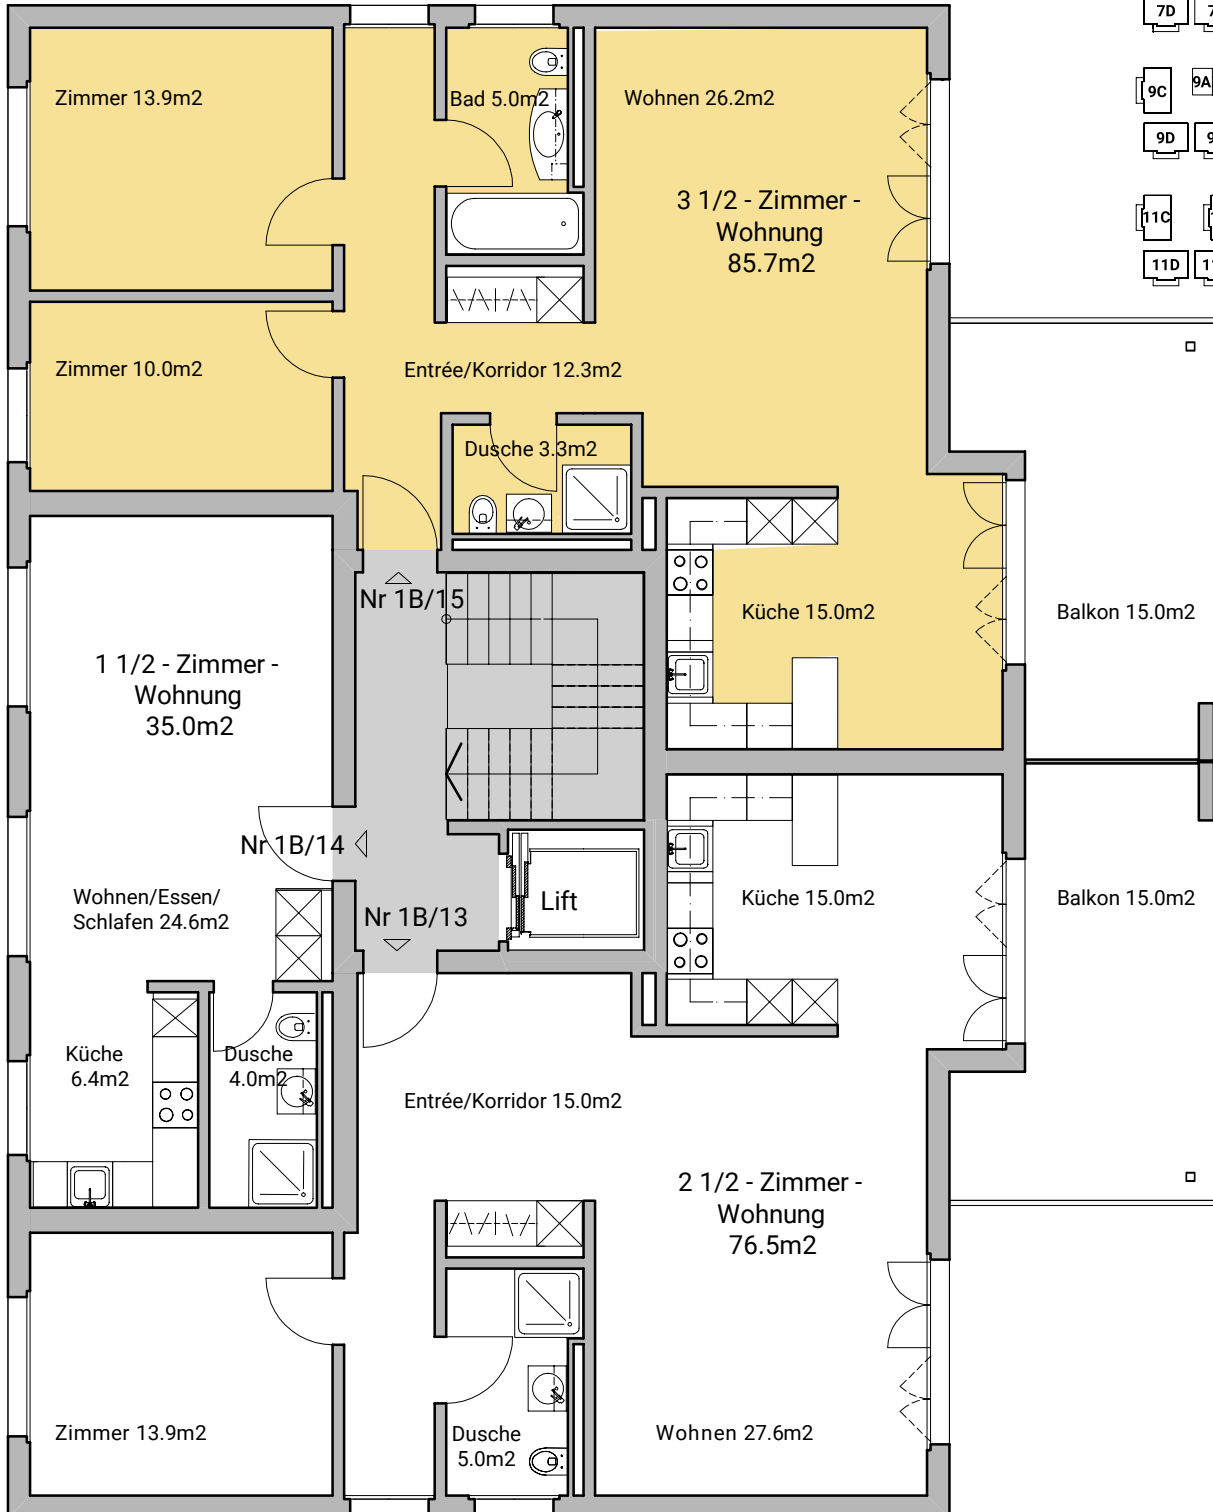 7D
7
9C
9A
9D
9
11C
11D
11
Zimmer 13.9m2
Bad 5.0m2
Wohnen 26.2m2
3 1/2 - Zimmer -
Wohnung
85.7m2
Zimmer 10.0m2
Entrée/Korridor 12.3m2
Dusche 3.3m2
Nr 1B/15
Küche 15.0m2
Balkon 15.0m2
1 1/2 - Zimmer -
Wohnung
35.0m2
Nr 1B/14
Wohnen/Essen/
Schlafen 24.6m2
Nr 1B/13
Lift
Küche 15.0m2
Balkon 15.0m2
Küche
6.4m2
Dusche
4.0m2
Entrée/Korridor 15.0m2
2 1/2 - Zimmer -
Wohnung
76.5m2
Zimmer 13.9m2
Dusche
5.0m2
Wohnen 27.6m2